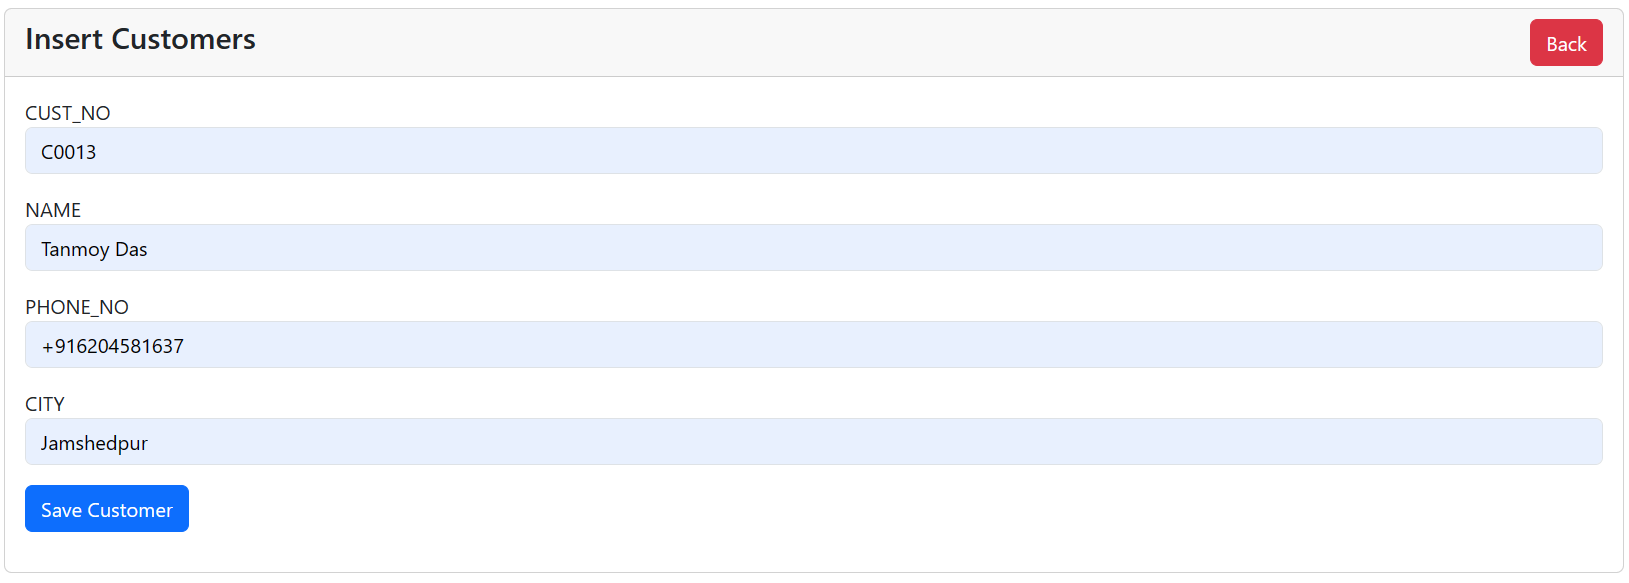 Insert Customers
Back
CUST_NO
C0013
NAME
Tanmoy Das
PHONE_NO
+916204581637
CITY
Jamshedpur
Save Customer